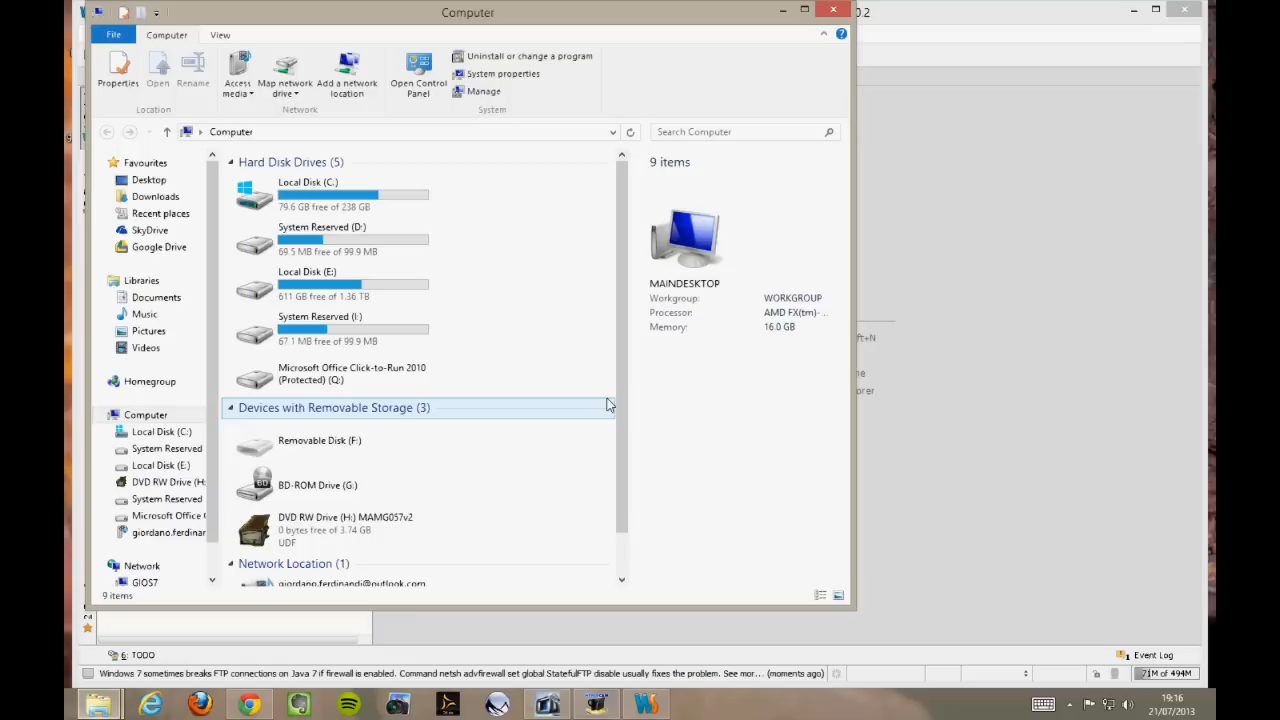 Computer
0.2
File
Computer
View
Properties
Open
Rename
Access media
Map network drive
Add a network location
Open Control Panel
Uninstall or change a program
System properties
Manage
Location
Network
System
Computer
Search Computer
Favourites
Desktop
Downloads
Recent places
SkyDrive
Google Drive
Libraries
Documents
Music
Pictures
Videos
Homegroup
Computer
Local Disk (C:)
System Reserved
Local Disk (E:)
DVD RW Drive (H:
System Reserved
Microsoft Office
giordano.ferdinan
Network
GIOS7
Hard Disk Drives (5)
Local Disk (C:)
79.6 GB free of 238 GB
System Reserved (D:)
69.5 MB free of 99.9 MB
Local Disk (E:)
611 GB free of 1.36 TB
System Reserved (I:)
67.1 MB free of 99.9 MB
Microsoft Office Click-to-Run 2010
(Protected) (Q:)
Devices with Removable Storage (3)
Removable Disk (F:)
BD-ROM Drive (G:)
DVD RW Drive (H:) MAMG057v2
0 bytes free of 3.74 GB
UDF
Network Location (1)
giordano.ferdinandi@outlook.com
9 items
MAINDESKTOP
Workgroup: WORKGROUP
Processor: AMD FX(tm)- ...
Memory: 16.0 GB
ft+N
me
orer
9 items
6: TODO
Event Log
Windows 7 sometimes breaks FTP connections on Java 7 if firewall is enabled. Command netsh advfirewall set global StatefulFTP disable usually fixes the problem. See mor... (moments ago)
71M of 494M
19:16
21/07/2013